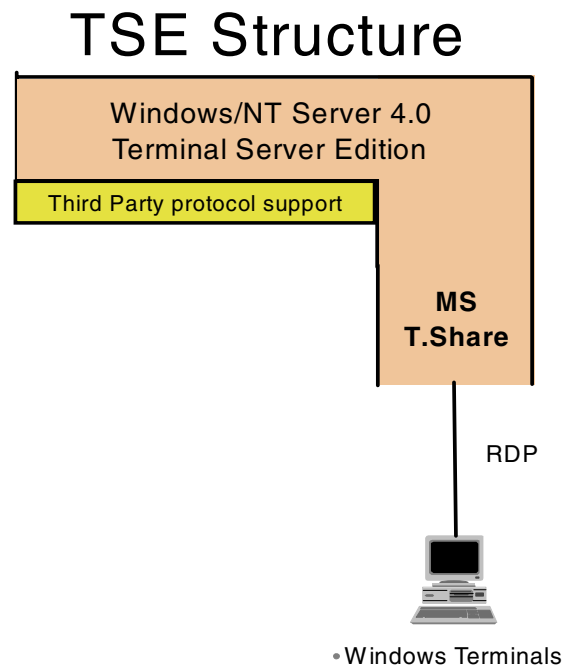 TSE Structure
Windows/NT Server 4.0
Terminal Server Edition
Third Party protocol support
MS
T.Share
RDP
•Windows Terminals